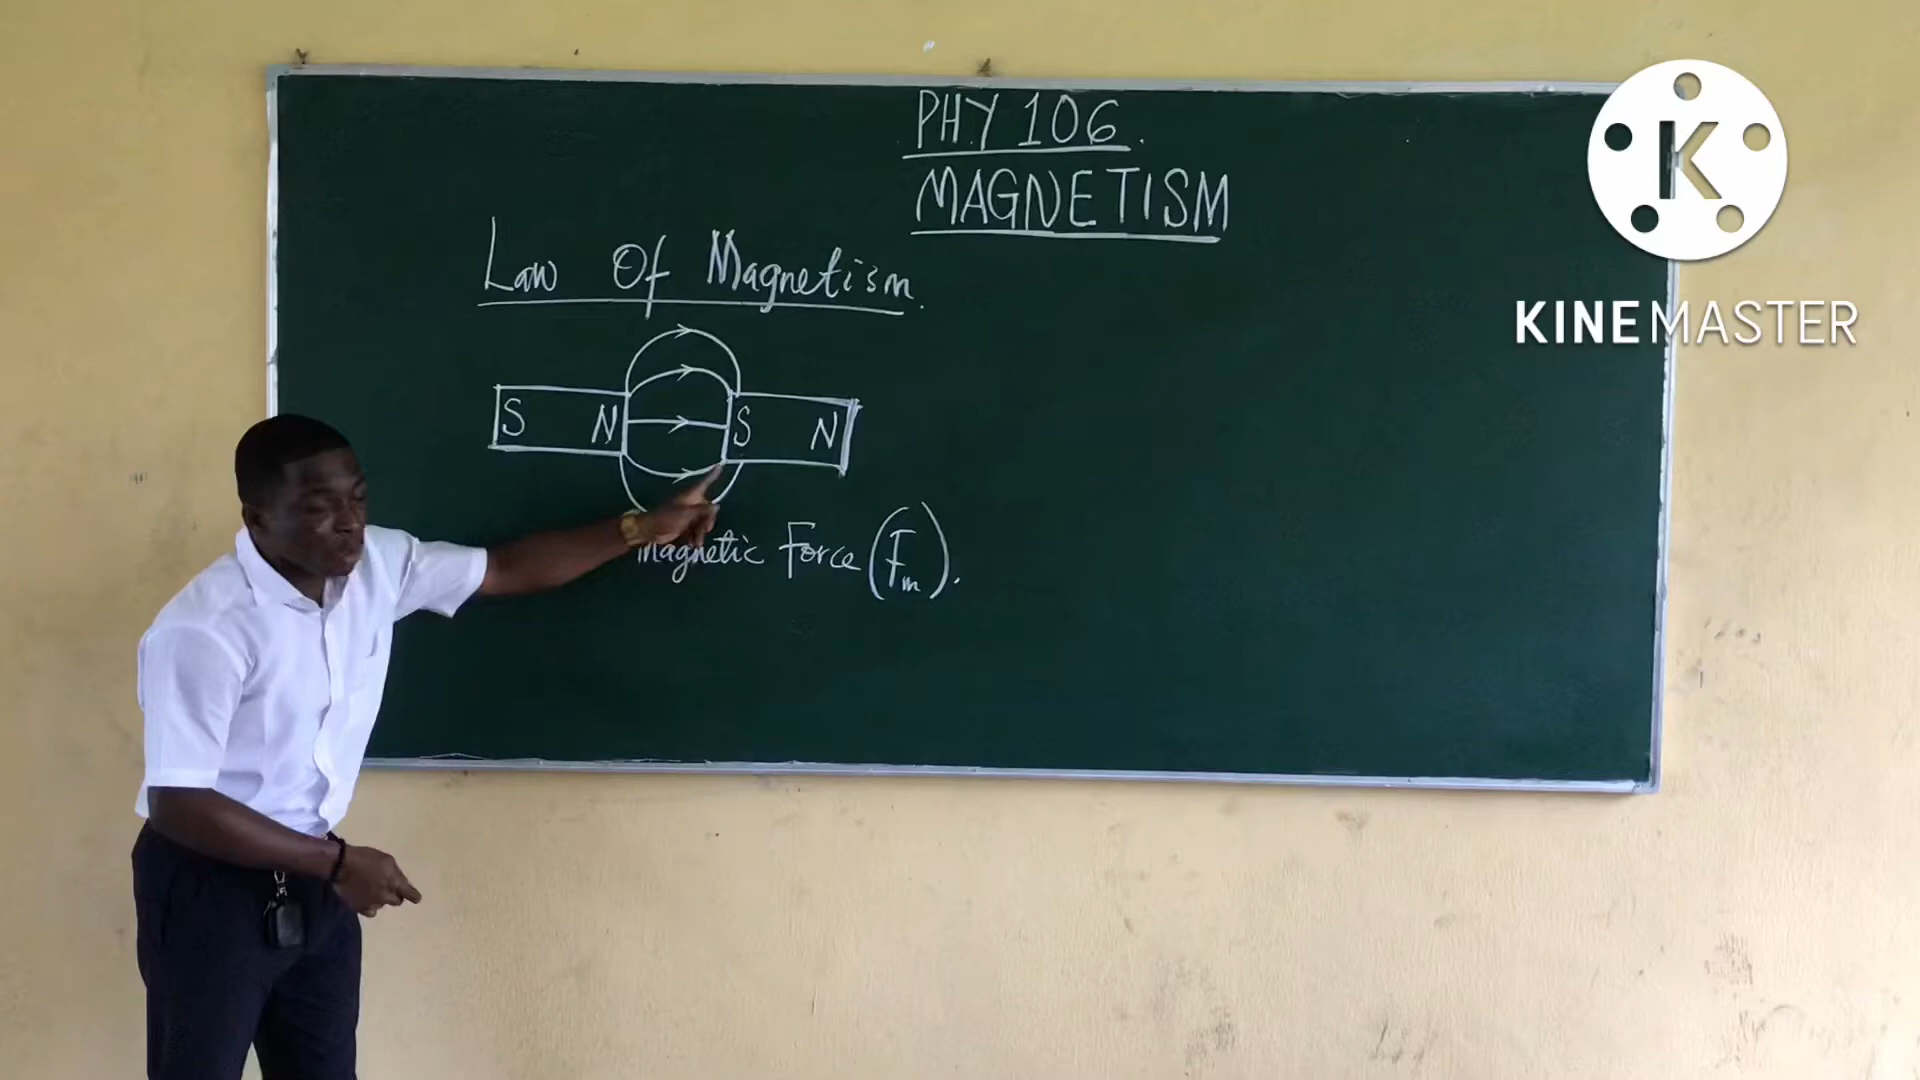 PHY 106.
MAGNETISM
Law Of Magnetism.
S N S N
Magnetic Force (Fm).
K
KINEMASTER